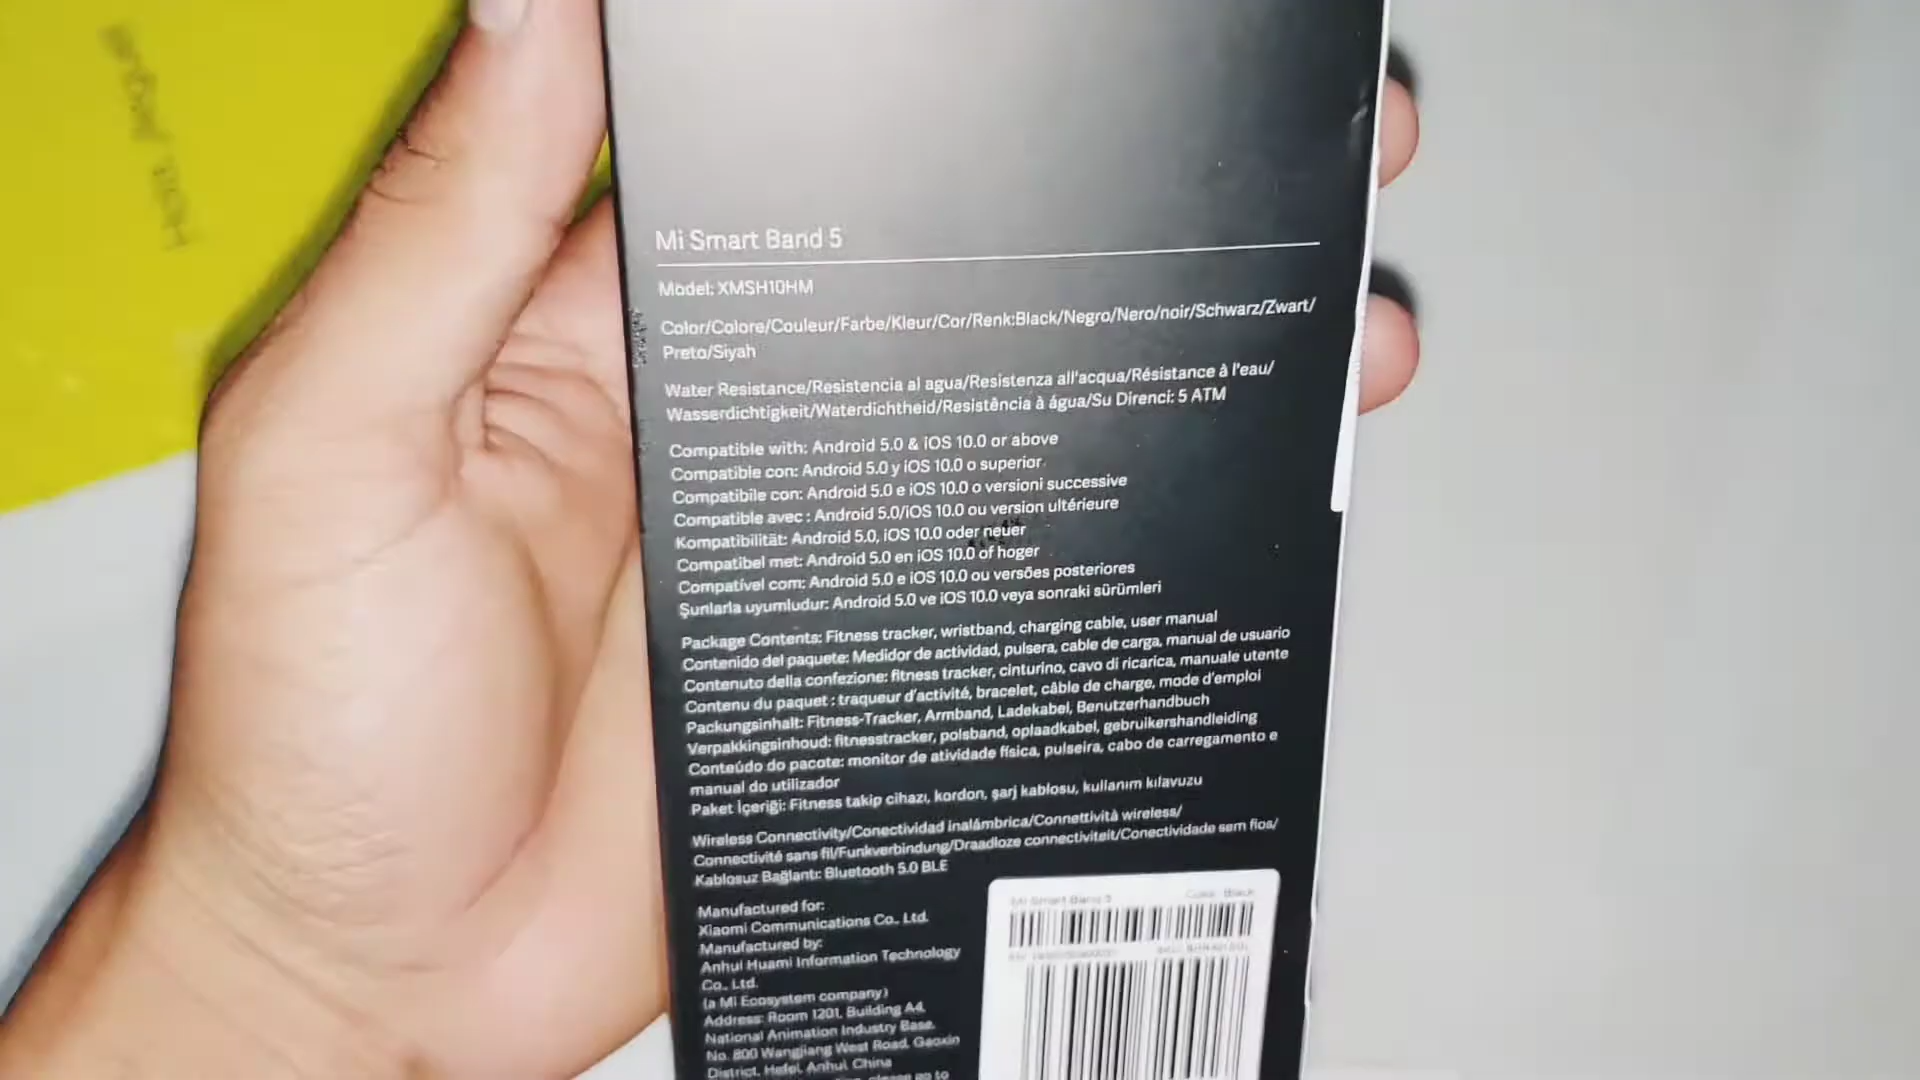 Mi Smart Band 5
Model: XMSH10HM
Color/Colore/Couleur/Farbe/Kleur/Cor/Renk:Black/Negro/Nero/noir/Schwarz/Zwart/
Preto/Siyah
Water Resistance/Resistencia al agua/Resistenza all'acqua/Résistance à l'eau/
Wasserdichtigkeit/Waterdichtheid/Resistência à água/Su Direnci: 5 ATM
Compatible with: Android 5.0 & iOS 10.0 or above
Compatible con: Android 5.0 y iOS 10.0 o superior
Compatibile con: Android 5.0 e iOS 10.0 o versioni successive
Compatible avec : Android 5.0/iOS 10.0 ou version ultérieure
Kompatibilität: Android 5.0, iOS 10.0 oder neuer
Compatibel met: Android 5.0 en iOS 10.0 of hoger
Compatível com: Android 5.0 e iOS 10.0 ou versões posteriores
Şunlarla uyumludur: Android 5.0 ve iOS 10.0 veya sonraki sürümleri
Package Contents: Fitness tracker, wristband, charging cable, user manual
Contenido del paquete: Medidor de actividad, pulsera, cable de carga, manual de usuario
Contenuto della confezione: fitness tracker, cinturino, cavo di ricarica, manuale utente
Contenu du paquet : traqueur d'activité, bracelet, câble de charge, mode d'emploi
Packungsinhalt: Fitness-Tracker, Armband, Ladekabel, Benutzerhandbuch
Verpakkingsinhoud: fitnesstracker, polsband, oplaadkabel, gebruikershandleiding
Conteúdo do pacote: monitor de atividade física, pulseira, cabo de carregamento e
manual do utilizador
Paket İçeriği: Fitness takip cihazı, kordon, şarj kablosu, kullanım kılavuzu
Wireless Connectivity/Conectividad inalámbrica/Connettività wireless/
Connectivité sans fil/Funkverbindung/Draadloze connectiviteit/Conectividade sem fios/
Kablosuz Bağlantı: Bluetooth 5.0 BLE
Manufactured for:
Xiaomi Communications Co., Ltd.
Manufactured by:
Anhui Huami Information Technology
Co., Ltd.
(a Mi Ecosystem company)
Address: Room 1201, Building A4,
National Animation Industry Base,
No. 800 Wangjiang West Road, Gaoxin
District, Hefei, Anhui, China
please go to
Mi Smart Band 5
Color: Black